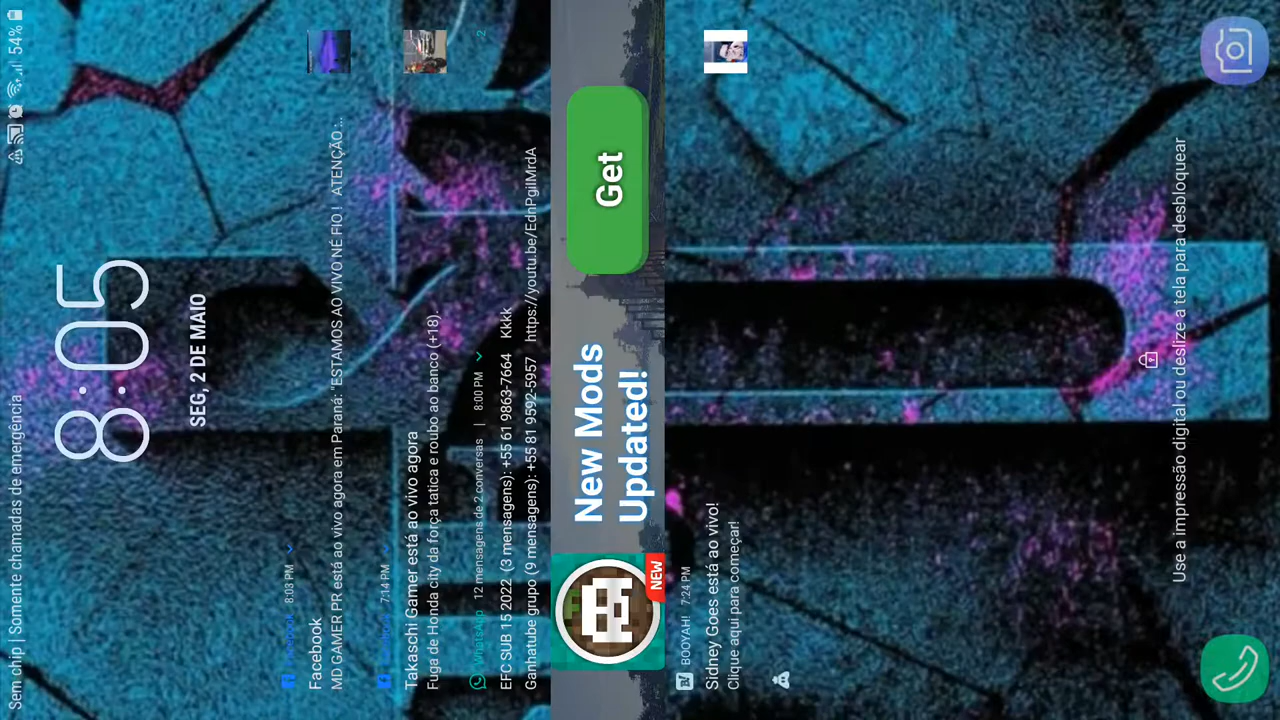 Sem chip | Somente chamadas de emergência
54%
8:05
SEG, 2 DE MAIO
Facebook 8:03 PM
Facebook
MD GAMER PR está ao vivo agora em Paraná: "ESTAMOS AO VIVO NÉ FIO ! ATENÇÃO :..
Facebook 7:14 PM
Takaschi Gamer está ao vivo agora
Fuga de Honda city da força tatica e roubo ao banco (+18).
WhatsApp 12 mensagens de 2 conversas | 8:00 PM
2
EFC SUB 15 2022 (3 mensagens): +55 61 9863-7664 Kkkk
Ganhatube grupo (9 mensagens): +55 81 9592-5957 https://youtu.be/EdnPgiIMrdA
NEW
New Mods
Updated!
Get
BOOYAH! 7:24 PM
Sidney Goes está ao vivo!
Clique aqui para começar!
Use a impressão digital ou deslize a tela para desbloquear